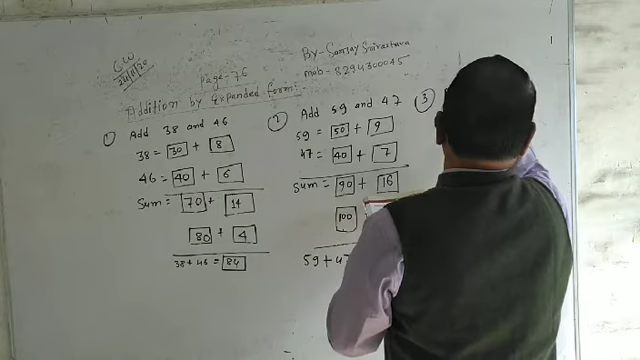 CW
Page-76
By-Sanjay Srivastava
mob-8294300045
Addition by Expanded form:
① Add 38 and 46
38 = 30 + 8
46 = 40 + 6
Sum = 70 + 14
80 + 4
38 + 46 = 84
② Add 59 and 47
59 = 50 + 9
47 = 40 + 7
Sum = 90 + 16
100
59 + 47
③